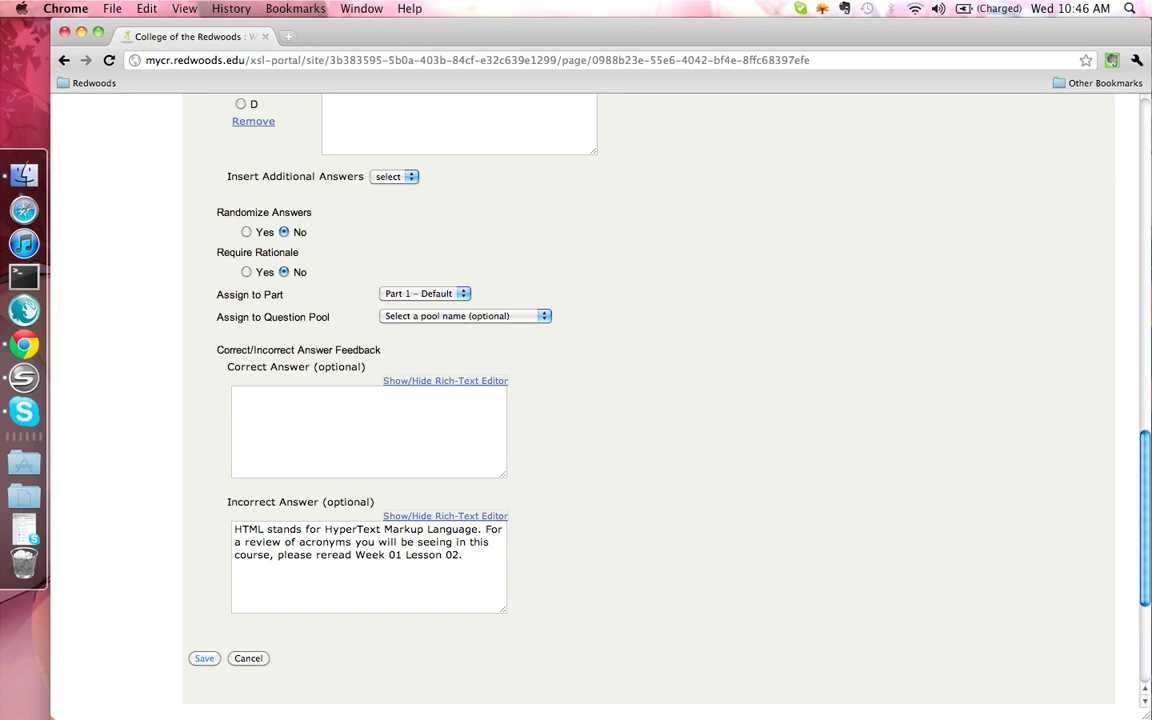 Chrome File Edit View History Bookmarks Window Help (Charged) Wed 10:46 AM
College of the Redwoods : W
mycr.redwoods.edu/xsl-portal/site/3b383595-5b0a-403b-84cf-e32c639e1299/page/0988b23e-55e6-4042-bf4e-8ffc68397efe
Redwoods Other Bookmarks
D
Remove
Insert Additional Answers select
Randomize Answers
Yes No
Require Rationale
Yes No
Assign to Part Part 1 - Default
Assign to Question Pool Select a pool name (optional)
Correct/Incorrect Answer Feedback
Correct Answer (optional)
Show/Hide Rich-Text Editor
Incorrect Answer (optional)
Show/Hide Rich-Text Editor
HTML stands for HyperText Markup Language. For
a review of acronyms you will be seeing in this
course, please reread Week 01 Lesson 02.
Save Cancel